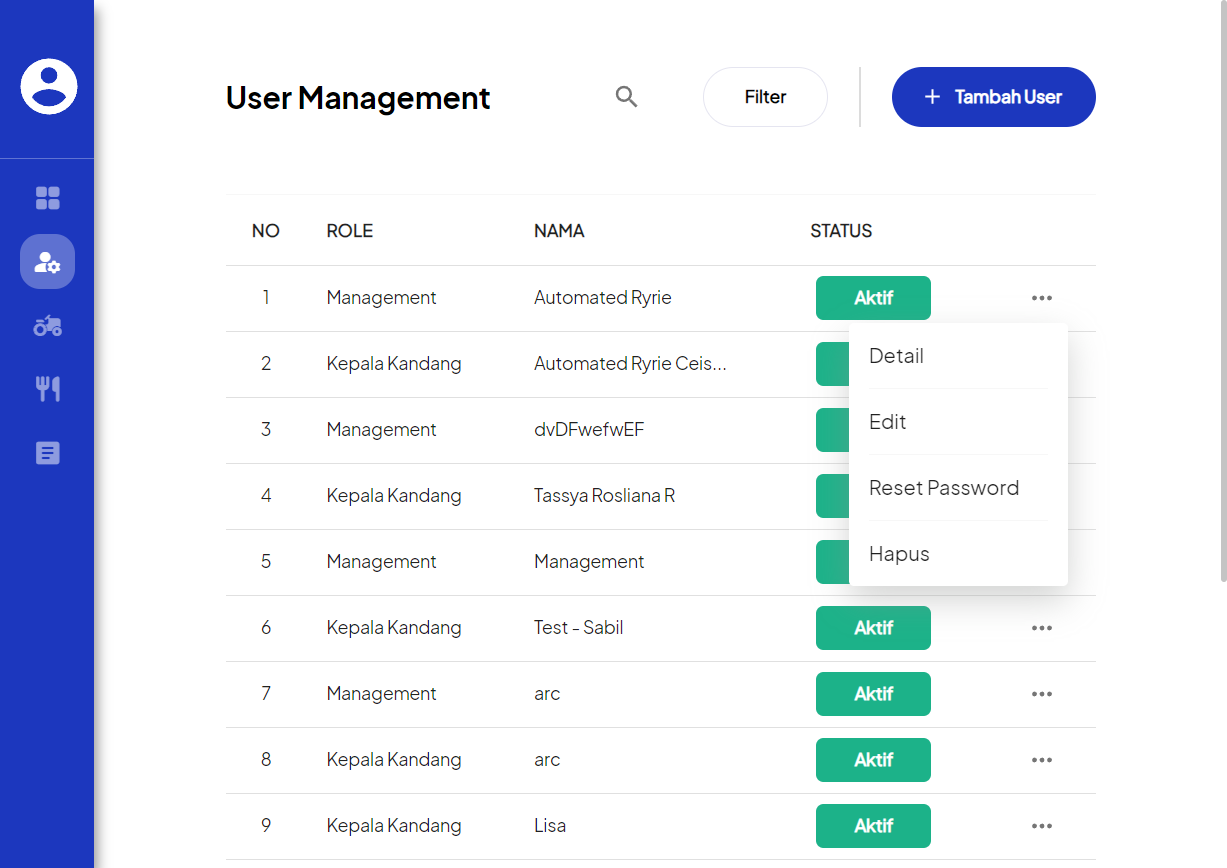 User Management
Filter
+ Tambah User
NO ROLE NAMA STATUS
1 Management Automated Ryrie Aktif
2 Kepala Kandang Automated Ryrie Ceis...
3 Management dvDFwefwEF
4 Kepala Kandang Tassya Rosliana R
5 Management Management
Detail
Edit
Reset Password
Hapus
6 Kepala Kandang Test - Sabil Aktif
7 Management arc Aktif
8 Kepala Kandang arc Aktif
9 Kepala Kandang Lisa Aktif